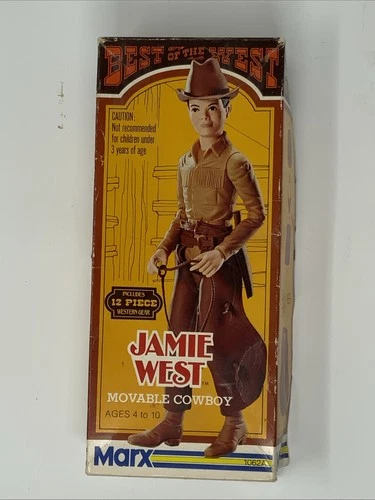 BEST OF THE WEST
CAUTION:
Not recommended
for children under
3 years of age
INCLUDES
12 PIECE
WESTERN GEAR
JAMIE
WEST™
MOVABLE COWBOY
AGES 4 to 10
Marx
1062A